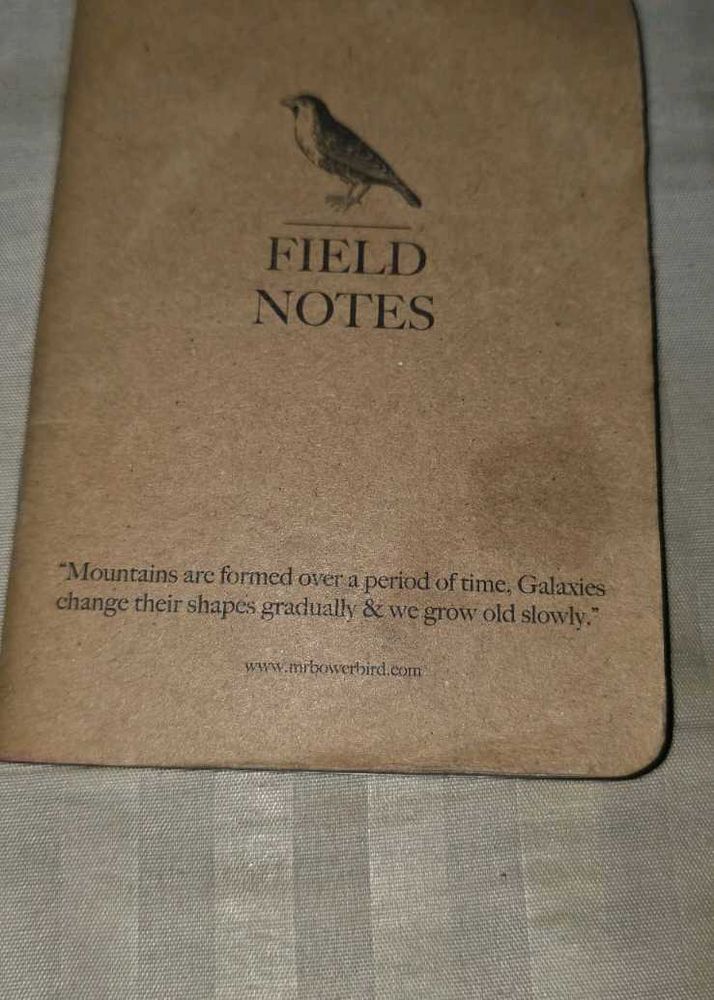 FIELD
NOTES
“Mountains are formed over a period of time, Galaxies
change their shapes gradually & we grow old slowly.”
www.mrbowerbird.com